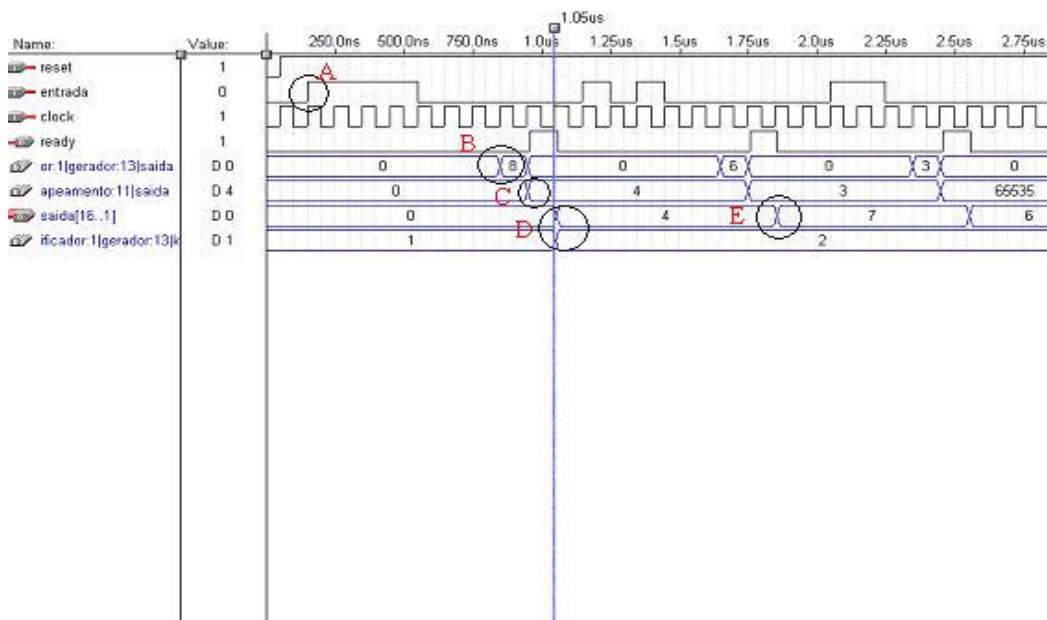 1.05us
Name: Value: 250.0ns 500.0ns 750.0ns 1.0us 1.25us 1.5us 1.75us 2.0us 2.25us 2.5us 2.75us
reset 1 A
entrada 0
clock 1
ready 1 B
or:1|gerador:13|saida D 0 0 8 0 6 0 3 0
apeamento:11|saida D 4 0 C 4 3 65535
saida[16..1] D 0 0 D 4 E 7 6
ificador:1|gerador:13|k D 1 1 2